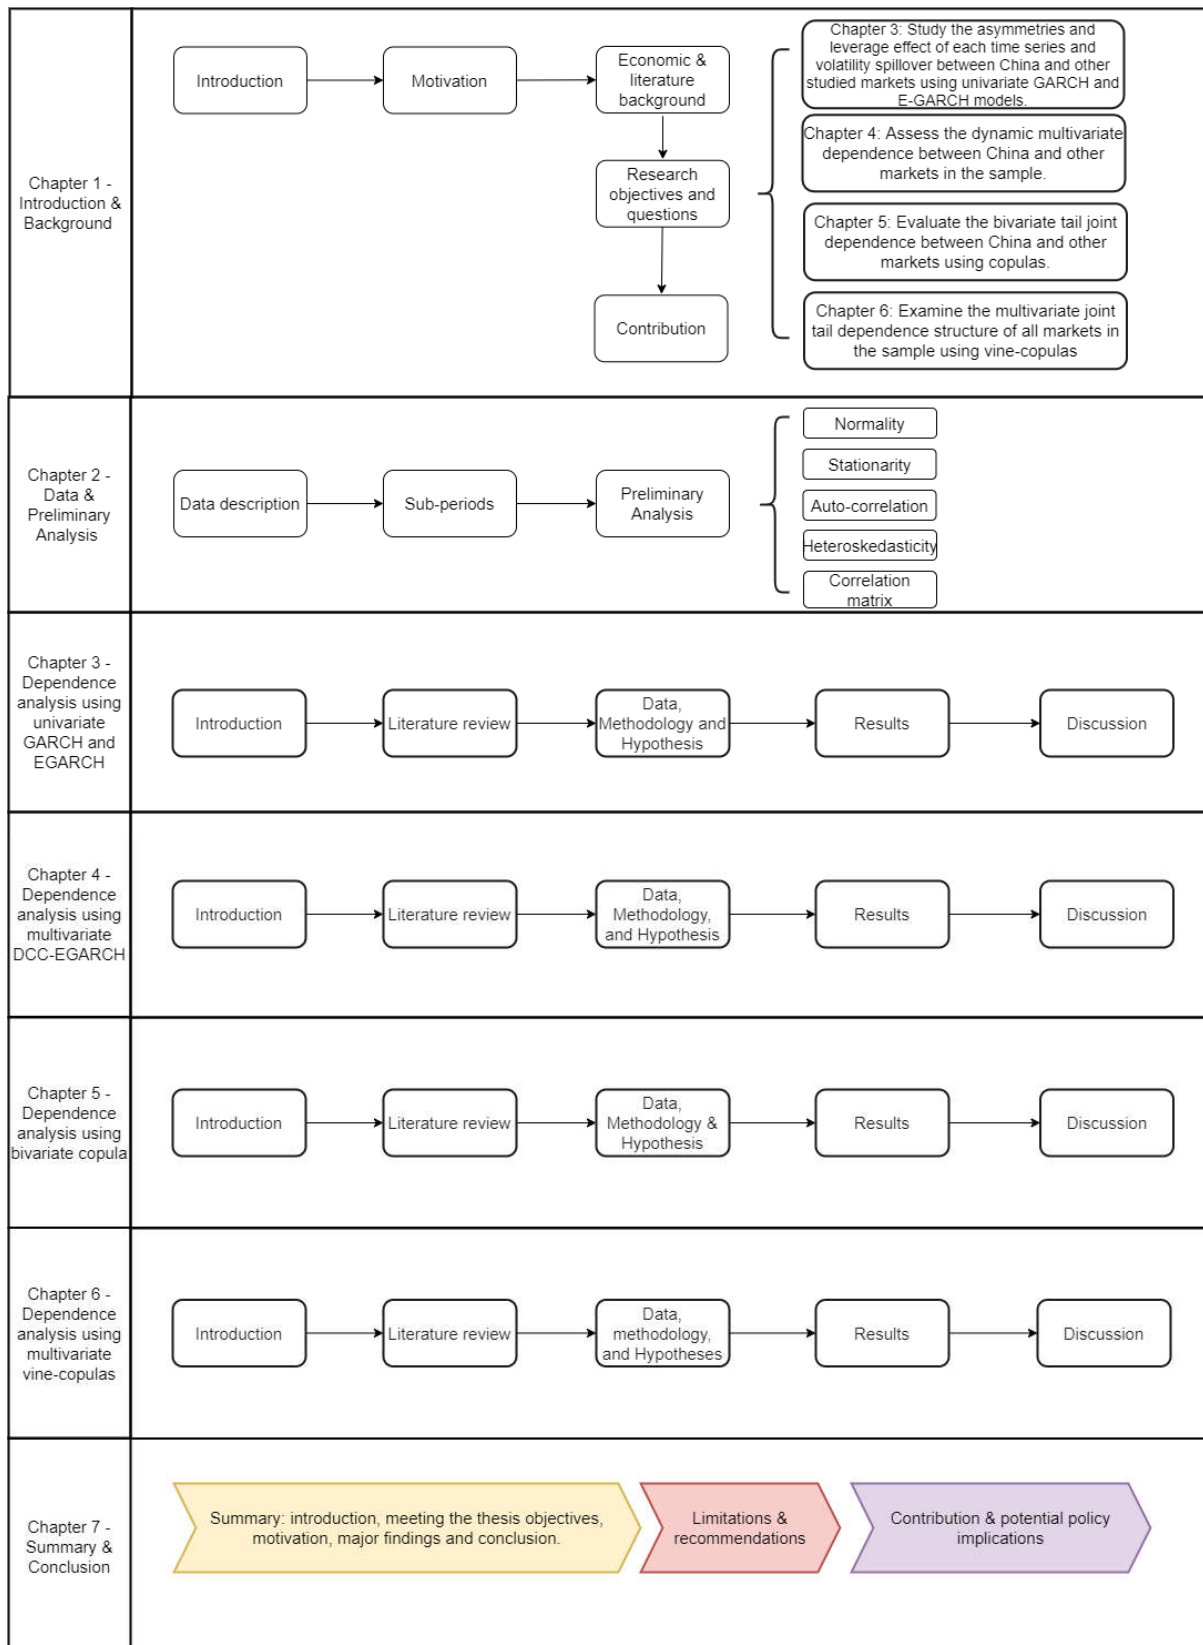 Chapter 1 -
Introduction &
Background
Introduction
Motivation
Economic &
literature
background
Research
objectives and
questions
Contribution
Chapter 3: Study the asymmetries and
leverage effect of each time series and
volatility spillover between China and other
studied markets using univariate GARCH and
E-GARCH models.
Chapter 4: Assess the dynamic multivariate
dependence between China and other
markets in the sample.
Chapter 5: Evaluate the bivariate tail joint
dependence between China and other
markets using copulas.
Chapter 6: Examine the multivariate joint
tail dependence structure of all markets in
the sample using vine-copulas
Chapter 2 -
Data &
Preliminary
Analysis
Data description
Sub-periods
Preliminary
Analysis
Normality
Stationarity
Auto-correlation
Heteroskedasticity
Correlation
matrix
Chapter 3 -
Dependence
analysis using
univariate
GARCH and
EGARCH
Introduction
Literature review
Data,
Methodology and
Hypothesis
Results
Discussion
Chapter 4 -
Dependence
analysis using
multivariate
DCC-EGARCH
Introduction
Literature review
Data,
Methodology,
and Hypothesis
Results
Discussion
Chapter 5 -
Dependence
analysis using
bivariate copula
Introduction
Literature review
Data,
Methodology &
Hypothesis
Results
Discussion
Chapter 6 -
Dependence
analysis using
multivariate
vine-copulas
Introduction
Literature review
Data,
methodology,
and Hypotheses
Results
Discussion
Chapter 7 -
Summary &
Conclusion
Summary: introduction, meeting the thesis objectives,
motivation, major findings and conclusion.
Limitations &
recommendations
Contribution & potential policy
implications